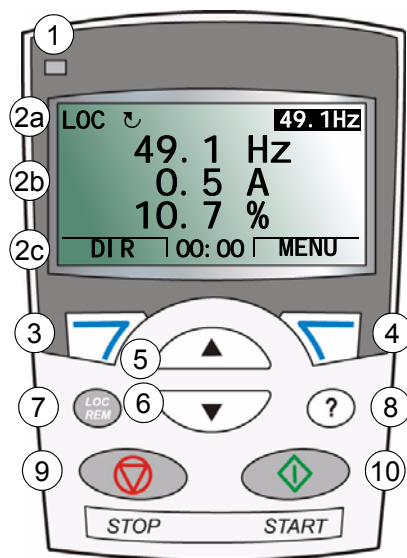 1
2a LOC 49.1Hz
49.1 Hz
2b 0.5 A
10.7 %
2c DIR 00:00 MENU
3 4
5
7 LOC REM 6 ? 8
9 10
STOP START